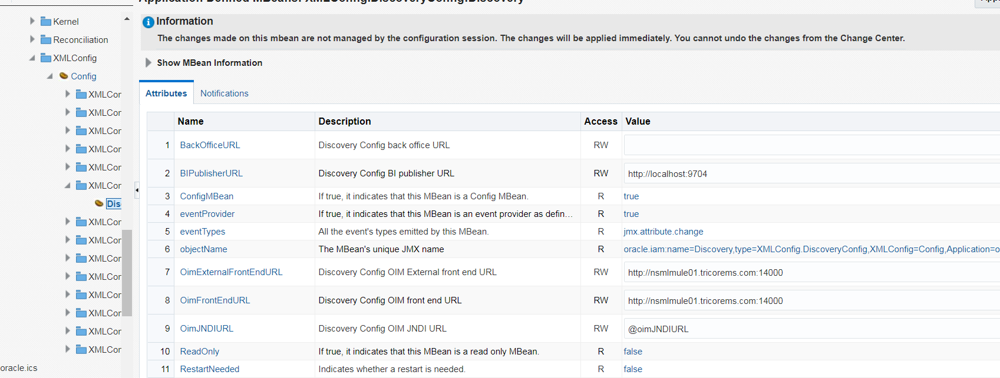 Application Defined MBeans: XMLConfig.DiscoveryConfig:Discovery
Kernel
Reconciliation
XMLConfig
Config
XMLCor
XMLCor
XMLCor
XMLCor
XMLCor
XMLCor
Dis
XMLCor
XMLCor
XMLCor
XMLCor
XMLCor
XMLCor
XMLCor
XMLCor
oracle.ics
Information
The changes made on this mbean are not managed by the configuration session. The changes will be applied immediately. You cannot undo the changes from the Change Center.
Show MBean Information
Attributes Notifications
Name Description Access Value
1 BackOfficeURL Discovery Config back office URL RW
2 BIPublisherURL Discovery Config BI publisher URL RW http://localhost:9704
3 ConfigMBean If true, it indicates that this MBean is a Config MBean. R true
4 eventProvider If true, it indicates that this MBean is an event provider as defin... R true
5 eventTypes All the event's types emitted by this MBean. R jmx.attribute.change
6 objectName The MBean's unique JMX name R oracle.iam:name=Discovery,type=XMLConfig.DiscoveryConfig,XMLConfig=Config,Application=o
7 OimExternalFrontEndURL Discovery Config OIM External front end URL RW http://nsmlmule01.tricorems.com:14000
8 OimFrontEndURL Discovery Config OIM front end URL RW http://nsmlmule01.tricorems.com:14000
9 OimJNDIURL Discovery Config OIM JNDI URL RW @oimJNDIURL
10 ReadOnly If true, it indicates that this MBean is a read only MBean. R false
11 RestartNeeded Indicates whether a restart is needed. R false